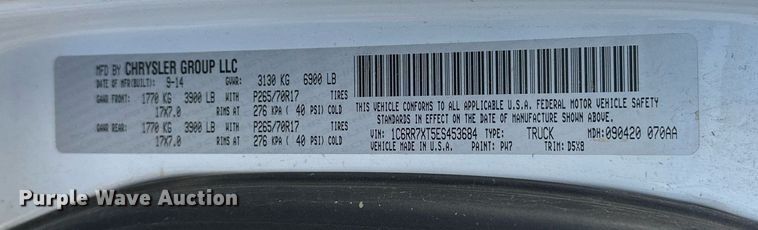 MFD BY CHRYSLER GROUP LLC
DATE OF MFR(BUILT): 9-14 GVWR: 3130 KG 6900 LB
GAWR FRONT: 1770 KG 3900 LB WITH P265/70R17 TIRES
17X7.0 RIMS AT 276 KPA ( 40 PSI) COLD
GAWR REAR: 1770 KG 3900 LB WITH P265/70R17 TIRES
17X7.0 RIMS AT 276 KPA ( 40 PSI) COLD
THIS VEHICLE CONFORMS TO ALL APPLICABLE U.S.A. FEDERAL MOTOR VEHICLE SAFETY
STANDARDS IN EFFECT ON THE DATE OF MANUFACTURE SHOWN ABOVE.
VIN: 1C6RR7XT5ES453684 TYPE: TRUCK MDH: 090420 070AA
VEHICLE MADE IN U.S.A. PAINT: PW7 TRIM: D5X8
Purple Wave Auction